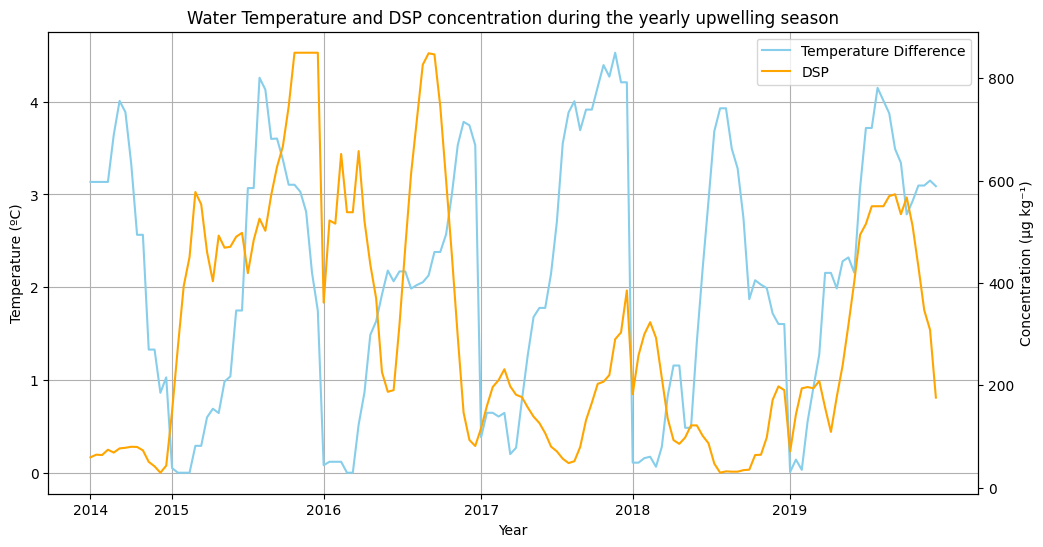 Water Temperature and DSP concentration during the yearly upwelling season
Temperature Difference
DSP
Temperature (ºC)
4
3
2
1
0
800
600
400
200
0
Concentration (µg kg⁻¹)
2014 2015 2016 2017 2018 2019
Year